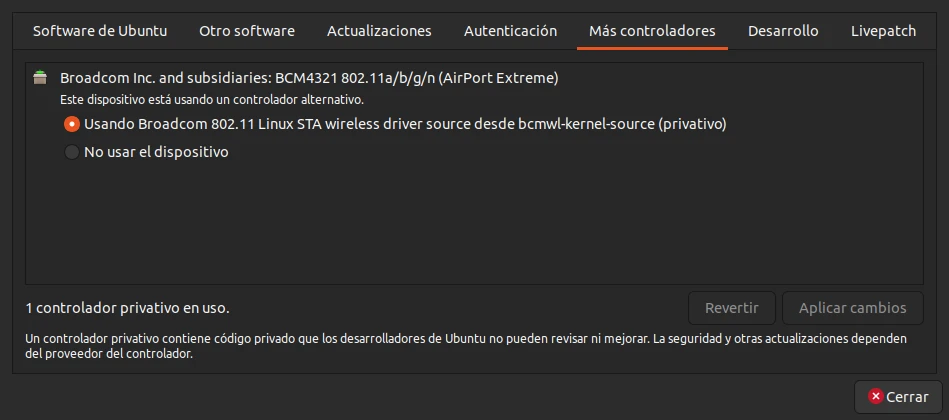 Software de Ubuntu
Otro software
Actualizaciones
Autenticación
Más controladores
Desarrollo
Livepatch
Broadcom Inc. and subsidiaries: BCM4321 802.11a/b/g/n (AirPort Extreme)
Este dispositivo está usando un controlador alternativo.
Usando Broadcom 802.11 Linux STA wireless driver source desde bcmwl-kernel-source (privativo)
No usar el dispositivo
1 controlador privativo en uso.
Revertir
Aplicar cambios
Un controlador privativo contiene código privado que los desarrolladores de Ubuntu no pueden revisar ni mejorar. La seguridad y otras actualizaciones dependen
del proveedor del controlador.
Cerrar